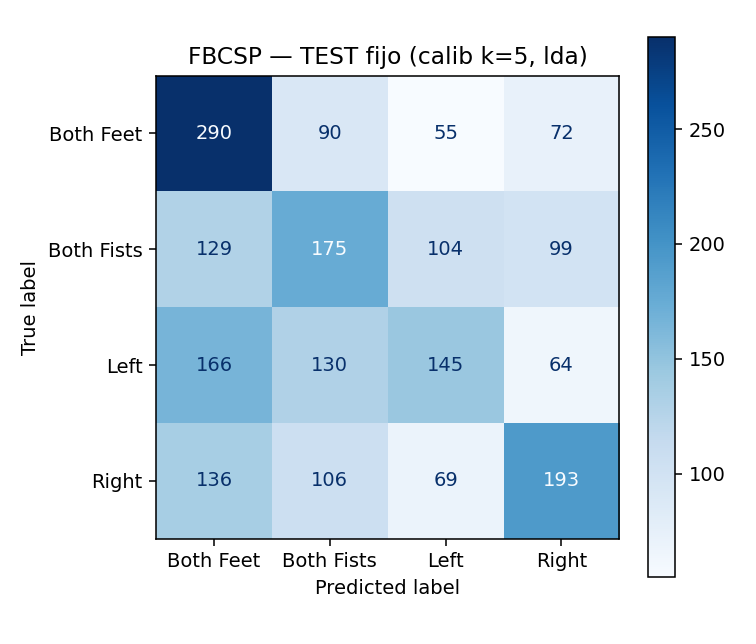 FBCSP — TEST fijo (calib k=5, lda)
True label
Both Feet 290 90 55 72
Both Fists 129 175 104 99
Left 166 130 145 64
Right 136 106 69 193
Both Feet Both Fists Left Right
Predicted label
250
200
150
100